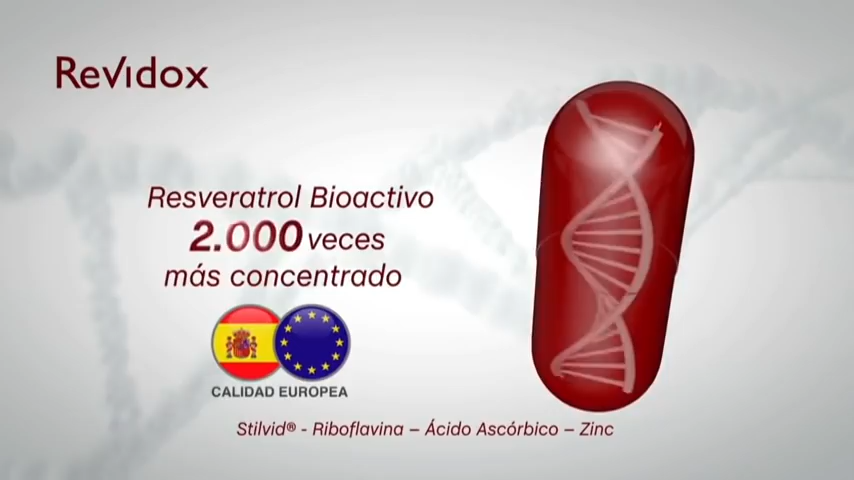 Revidox
Resveratrol Bioactivo
2.000 veces
más concentrado
CALIDAD EUROPEA
Stilvid® - Riboflavina – Ácido Ascórbico – Zinc